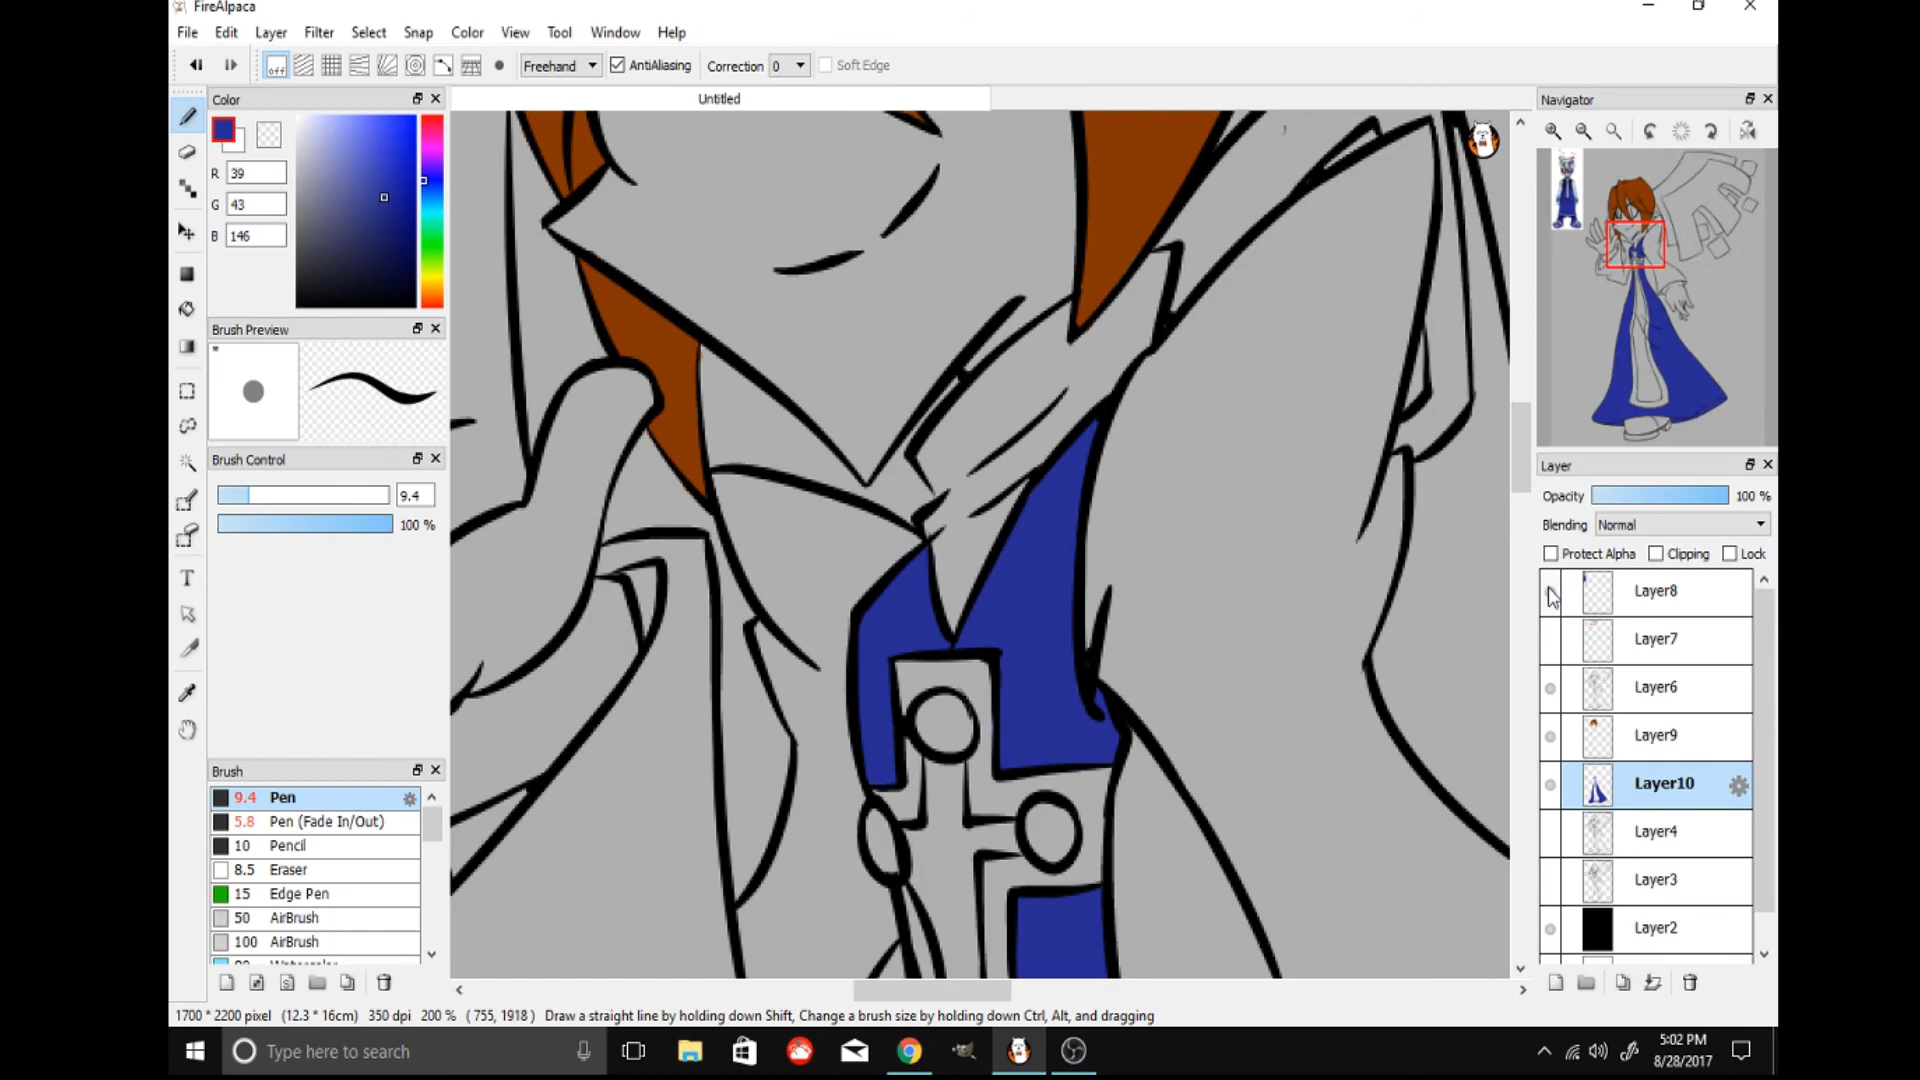 FireAlpaca
File Edit Layer Filter Select Snap Color View Tool Window Help
off Freehand AntiAliasing Correction 0 Soft Edge
Color
Untitled
Navigator
R 39
G 43
B 146
Brush Preview
Brush Control
9.4
100 %
Layer
Opacity 100 %
Blending Normal
Protect Alpha Clipping Lock
Layer8
Layer7
Layer6
Layer9
Layer10
Layer4
Layer3
Layer2
Brush
9.4 Pen
5.8 Pen (Fade In/Out)
10 Pencil
8.5 Eraser
15 Edge Pen
50 AirBrush
100 AirBrush
T
1700 * 2200 pixel (12.3 * 16cm) 350 dpi 200 % ( 755, 1918 ) Draw a straight line by holding down Shift, Change a brush size by holding down Ctrl, Alt, and dragging
Type here to search
5:02 PM
8/28/2017